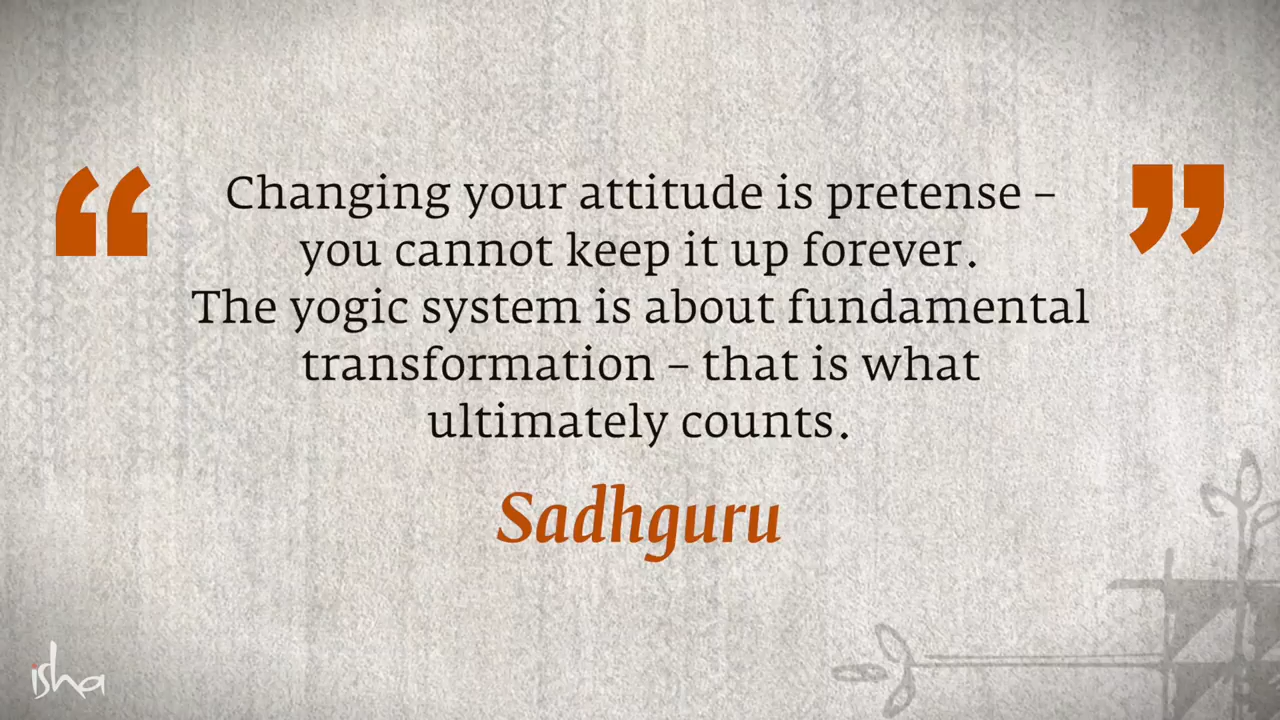 “ Changing your attitude is pretense – ”
you cannot keep it up forever.
The yogic system is about fundamental
transformation – that is what
ultimately counts.
Sadhguru
isha